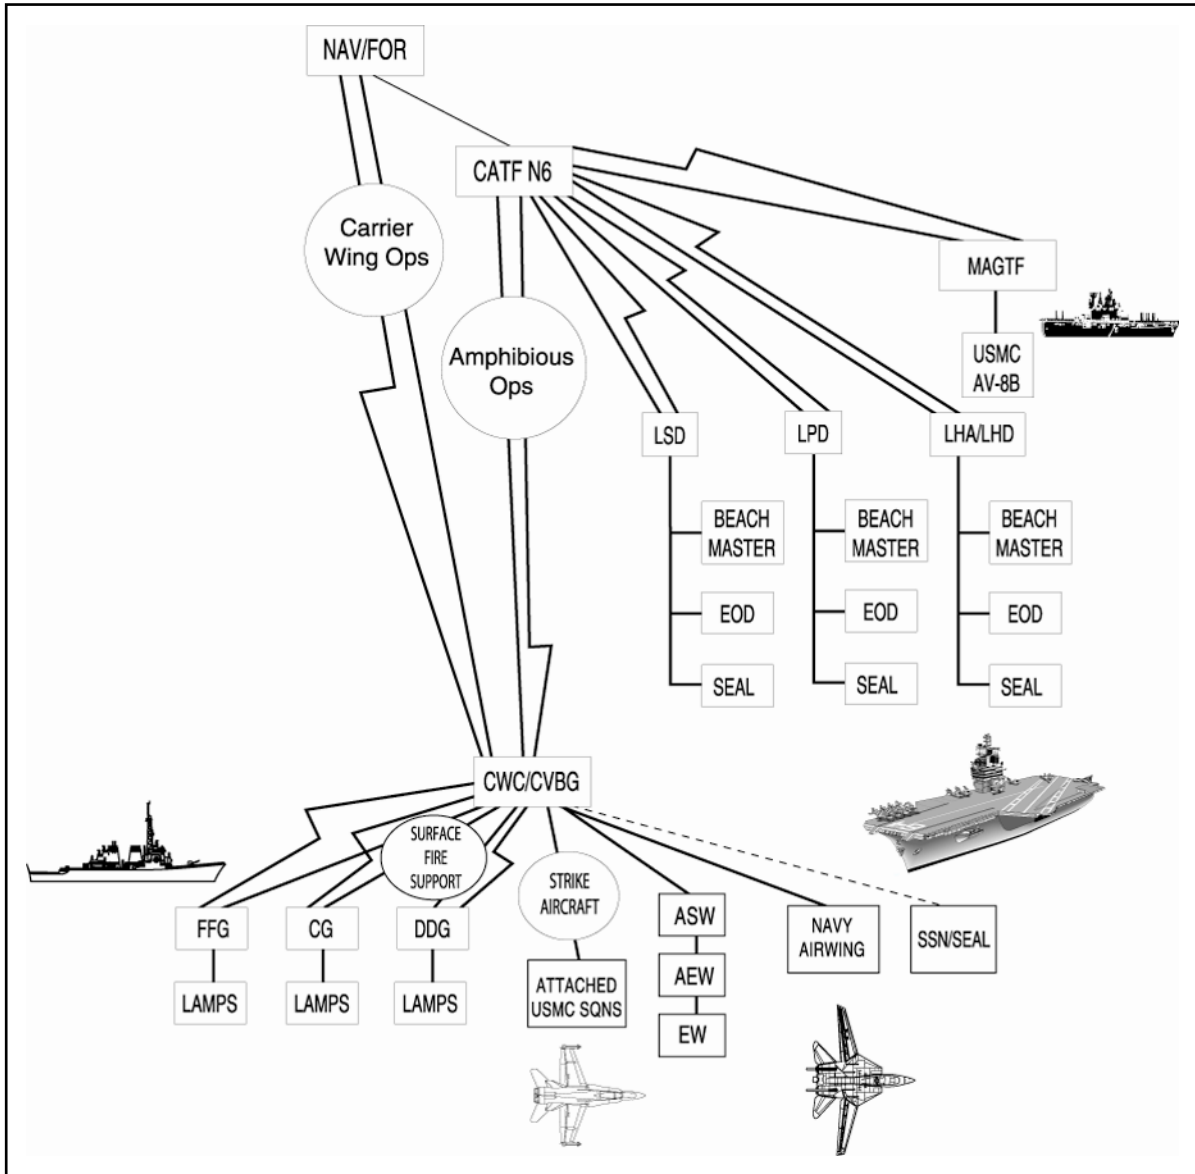 NAV/FOR
CATF N6
Carrier
Wing Ops
MAGTF
Amphibious
Ops
USMC
AV-8B
LSD
LPD
LHA/LHD
BEACH
MASTER
BEACH
MASTER
BEACH
MASTER
EOD
EOD
EOD
SEAL
SEAL
SEAL
CWC/CVBG
SURFACE
FIRE
SUPPORT
STRIKE
AIRCRAFT
FFG
CG
DDG
ASW
NAVY
AIRWING
SSN/SEAL
LAMPS
LAMPS
LAMPS
ATTACHED
USMC SQNS
AEW
EW